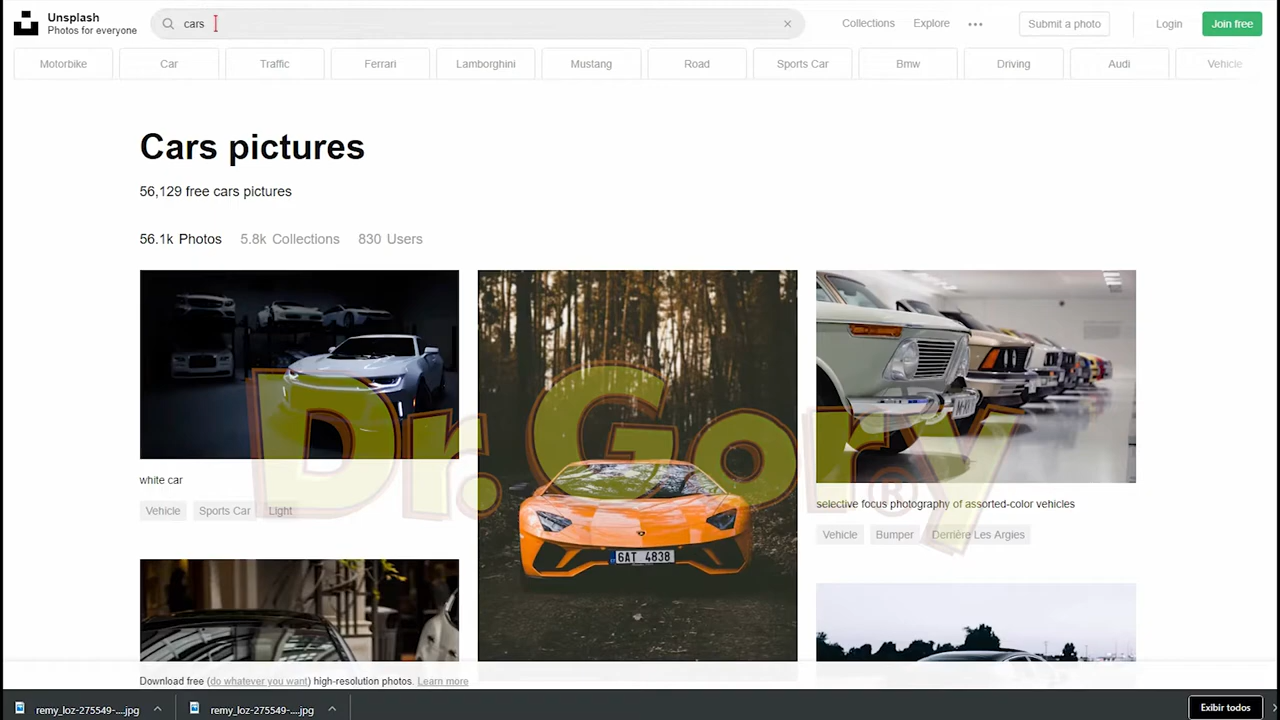 Unsplash
Photos for everyone
cars
Collections
Explore
Submit a photo
Login
Join free
Motorbike
Car
Traffic
Ferrari
Lamborghini
Mustang
Road
Sports Car
Bmw
Driving
Audi
Vehicle
Cars pictures
56,129 free cars pictures
56.1k Photos
5.8k Collections
830 Users
Dr.Gory®
6AT 4838
white car
Vehicle
Sports Car
Light
selective focus photography of assorted-color vehicles
Vehicle
Bumper
Derrière Les Argies
Download free (do whatever you want) high-resolution photos. Learn more
remy_loz-275549-....jpg
remy_loz-275549-....jpg
Exibir todos